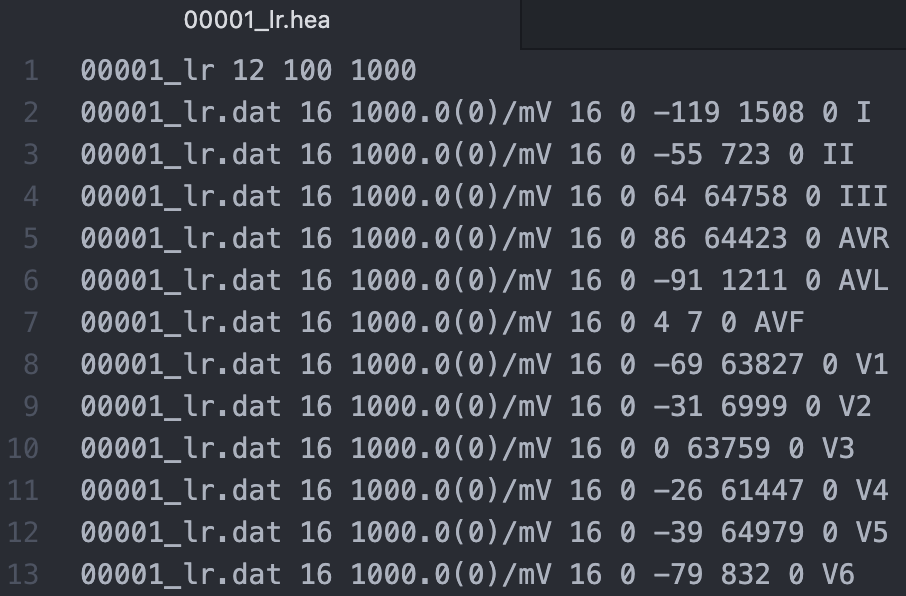 00001_lr.hea
1 00001_lr 12 100 1000
2 00001_lr.dat 16 1000.0(0)/mV 16 0 -119 1508 0 I
3 00001_lr.dat 16 1000.0(0)/mV 16 0 -55 723 0 II
4 00001_lr.dat 16 1000.0(0)/mV 16 0 64 64758 0 III
5 00001_lr.dat 16 1000.0(0)/mV 16 0 86 64423 0 AVR
6 00001_lr.dat 16 1000.0(0)/mV 16 0 -91 1211 0 AVL
7 00001_lr.dat 16 1000.0(0)/mV 16 0 4 7 0 AVF
8 00001_lr.dat 16 1000.0(0)/mV 16 0 -69 63827 0 V1
9 00001_lr.dat 16 1000.0(0)/mV 16 0 -31 6999 0 V2
10 00001_lr.dat 16 1000.0(0)/mV 16 0 0 63759 0 V3
11 00001_lr.dat 16 1000.0(0)/mV 16 0 -26 61447 0 V4
12 00001_lr.dat 16 1000.0(0)/mV 16 0 -39 64979 0 V5
13 00001_lr.dat 16 1000.0(0)/mV 16 0 -79 832 0 V6